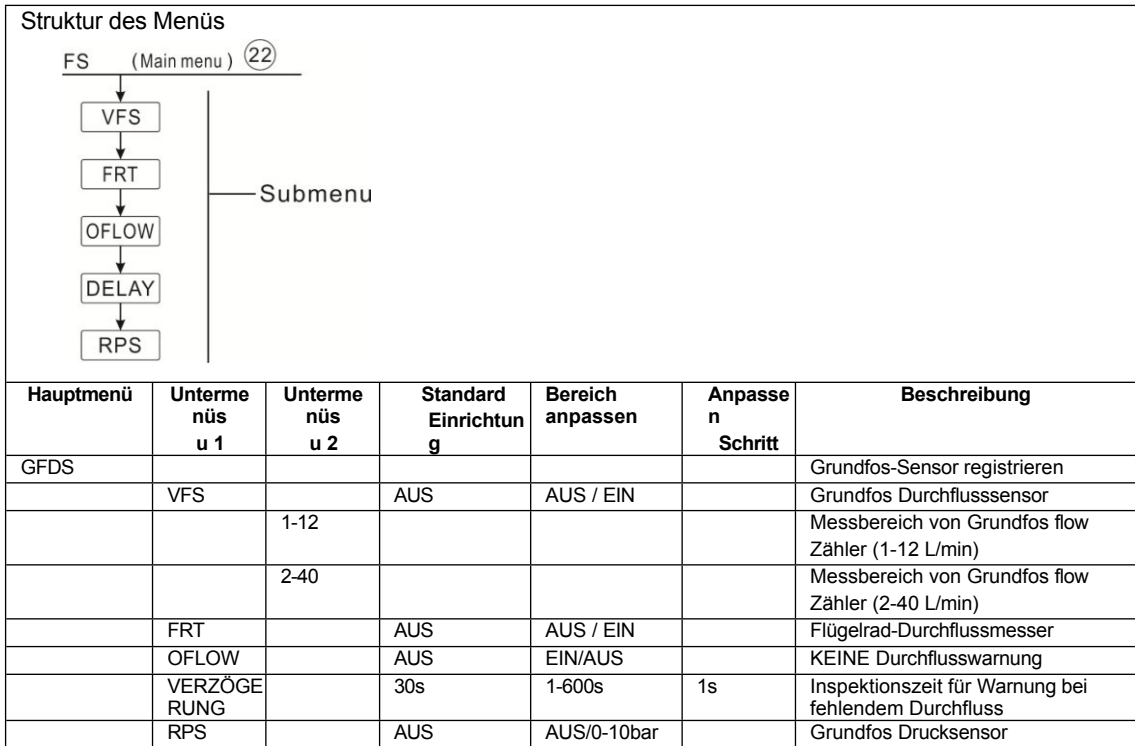 Struktur des Menüs
FS (Main menu) 22
VFS
FRT
OFLOW
DELAY
RPS
Submenu
Hauptmenü Unterme nüs u 1 Unterme nüs u 2 Standard Einrichtun g Bereich anpassen Anpasse n Schritt Beschreibung
GFDS Grundfos-Sensor registrieren
VFS AUS AUS / EIN Grundfos Durchflusssensor
1-12 Messbereich von Grundfos flow
Zähler (1-12 L/min)
2-40 Messbereich von Grundfos flow
Zähler (2-40 L/min)
FRT AUS AUS / EIN Flügelrad-Durchflussmesser
OFLOW AUS EIN/AUS KEINE Durchflusswarnung
VERZÖGE RUNG 30s 1-600s 1s Inspektionszeit für Warnung bei
fehlendem Durchfluss
RPS AUS AUS/0-10bar Grundfos Drucksensor